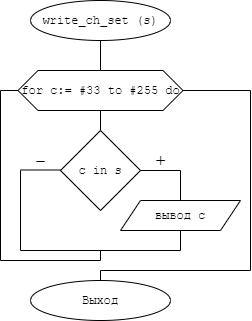 write_ch_set (s)
for c:= #33 to #255 do
c in s
−
+
вывод c
Выход